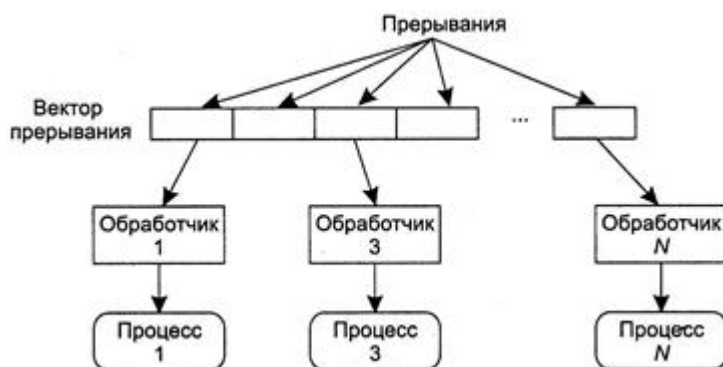 Прерывания
Вектор
прерывания
...
Обработчик
1
Обработчик
3
Обработчик
N
Процесс
1
Процесс
3
Процесс
N